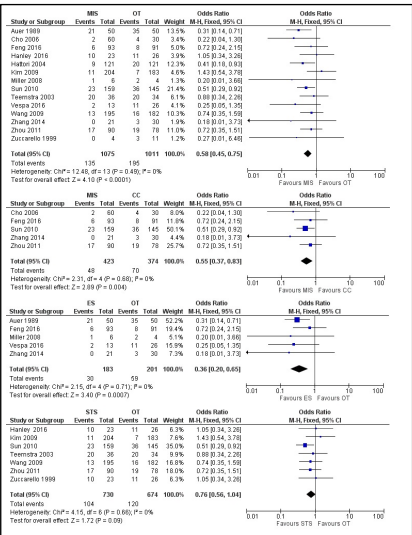 MIS OT Odds Ratio Odds Ratio
Study or Subgroup Events Total Events Total Weight M-H, Fixed, 95% CI M-H, Fixed, 95% CI
Auer 1989 21 50 35 50 13.5% 0.31 [0.14, 0.71]
Cho 2006 2 60 4 30 3.4% 0.22 [0.04, 1.30]
Feng 2016 6 93 8 91 5.0% 0.72 [0.24, 2.15]
Hanley 2016 10 23 11 26 3.8% 1.05 [0.34, 3.26]
Hattori 2004 9 121 20 121 12.3% 0.41 [0.18, 0.93]
Kim 2009 11 204 7 183 4.6% 1.43 [0.54, 3.78]
Miller 2008 1 6 2 4 1.3% 0.20 [0.01, 3.66]
Sun 2010 23 159 36 145 21.5% 0.51 [0.29, 0.92]
Teernstra 2003 20 36 20 34 6.0% 0.88 [0.34, 2.26]
Vespa 2016 2 13 11 26 4.1% 0.25 [0.05, 1.35]
Wang 2009 13 195 16 182 10.2% 0.74 [0.35, 1.59]
Zhang 2014 0 21 3 30 1.9% 0.18 [0.01, 3.73]
Zhou 2011 17 90 19 78 11.0% 0.72 [0.35, 1.51]
Zuccarello 1999 0 4 3 11 0.27 [0.01, 6.46]
Total (95% CI) 1075 1011 100.0% 0.58 [0.45, 0.75]
Total events 135 195
Heterogeneity: Chi² = 12.48, df = 13 (P = 0.49); I² = 0%
Test for overall effect: Z = 4.10 (P < 0.0001)
0.01 0.1 1 10 100
Favours MIS Favours OT
MIS CC Odds Ratio Odds Ratio
Study or Subgroup Events Total Events Total Weight M-H, Fixed, 95% CI M-H, Fixed, 95% CI
Cho 2006 2 60 4 30 0.22 [0.04, 1.30]
Feng 2016 6 93 8 91 0.72 [0.24, 2.15]
Sun 2010 23 159 36 145 0.51 [0.29, 0.92]
Zhang 2014 0 21 3 30 0.18 [0.01, 3.73]
Zhou 2011 17 90 19 78 0.72 [0.35, 1.51]
Total (95% CI) 423 374 100.0% 0.55 [0.37, 0.83]
Total events 48 70
Heterogeneity: Chi² = 2.31, df = 4 (P = 0.68); I² = 0%
Test for overall effect: Z = 2.89 (P = 0.004)
0.01 0.1 1 10 100
Favours MIS Favours CC
ES OT Odds Ratio Odds Ratio
Study or Subgroup Events Total Events Total Weight M-H, Fixed, 95% CI M-H, Fixed, 95% CI
Auer 1989 21 50 35 50 52.2% 0.31 [0.14, 0.71]
Feng 2016 6 93 8 91 0.72 [0.24, 2.15]
Miller 2008 1 6 2 4 0.20 [0.01, 3.66]
Vespa 2016 2 13 11 26 0.25 [0.05, 1.35]
Zhang 2014 0 21 3 30 0.18 [0.01, 3.73]
Total (95% CI) 183 201 100.0% 0.36 [0.20, 0.65]
Total events 30 59
Heterogeneity: Chi² = 2.15, df = 4 (P = 0.71); I² = 0%
Test for overall effect: Z = 3.40 (P = 0.0007)
0.01 0.1 1 10 100
Favours ES Favours OT
STS OT Odds Ratio Odds Ratio
Study or Subgroup Events Total Events Total Weight M-H, Fixed, 95% CI M-H, Fixed, 95% CI
Hanley 2016 10 23 11 26 6.3% 1.05 [0.34, 3.26]
Kim 2009 11 204 7 183 1.43 [0.54, 3.78]
Sun 2010 23 159 36 145 0.51 [0.29, 0.92]
Teernstra 2003 20 36 20 34 0.88 [0.34, 2.26]
Wang 2009 13 195 16 182 0.74 [0.35, 1.59]
Zhou 2011 17 90 19 78 0.72 [0.35, 1.51]
Zuccarello 1999 10 23 11 26 6.3% 1.05 [0.34, 3.26]
Total (95% CI) 730 674 100.0% 0.76 [0.56, 1.04]
Total events 104 120
Heterogeneity: Chi² = 4.15, df = 6 (P = 0.66); I² = 0%
Test for overall effect: Z = 1.72 (P = 0.09)
0.01 0.1 1 10 100
Favours STS Favours OT